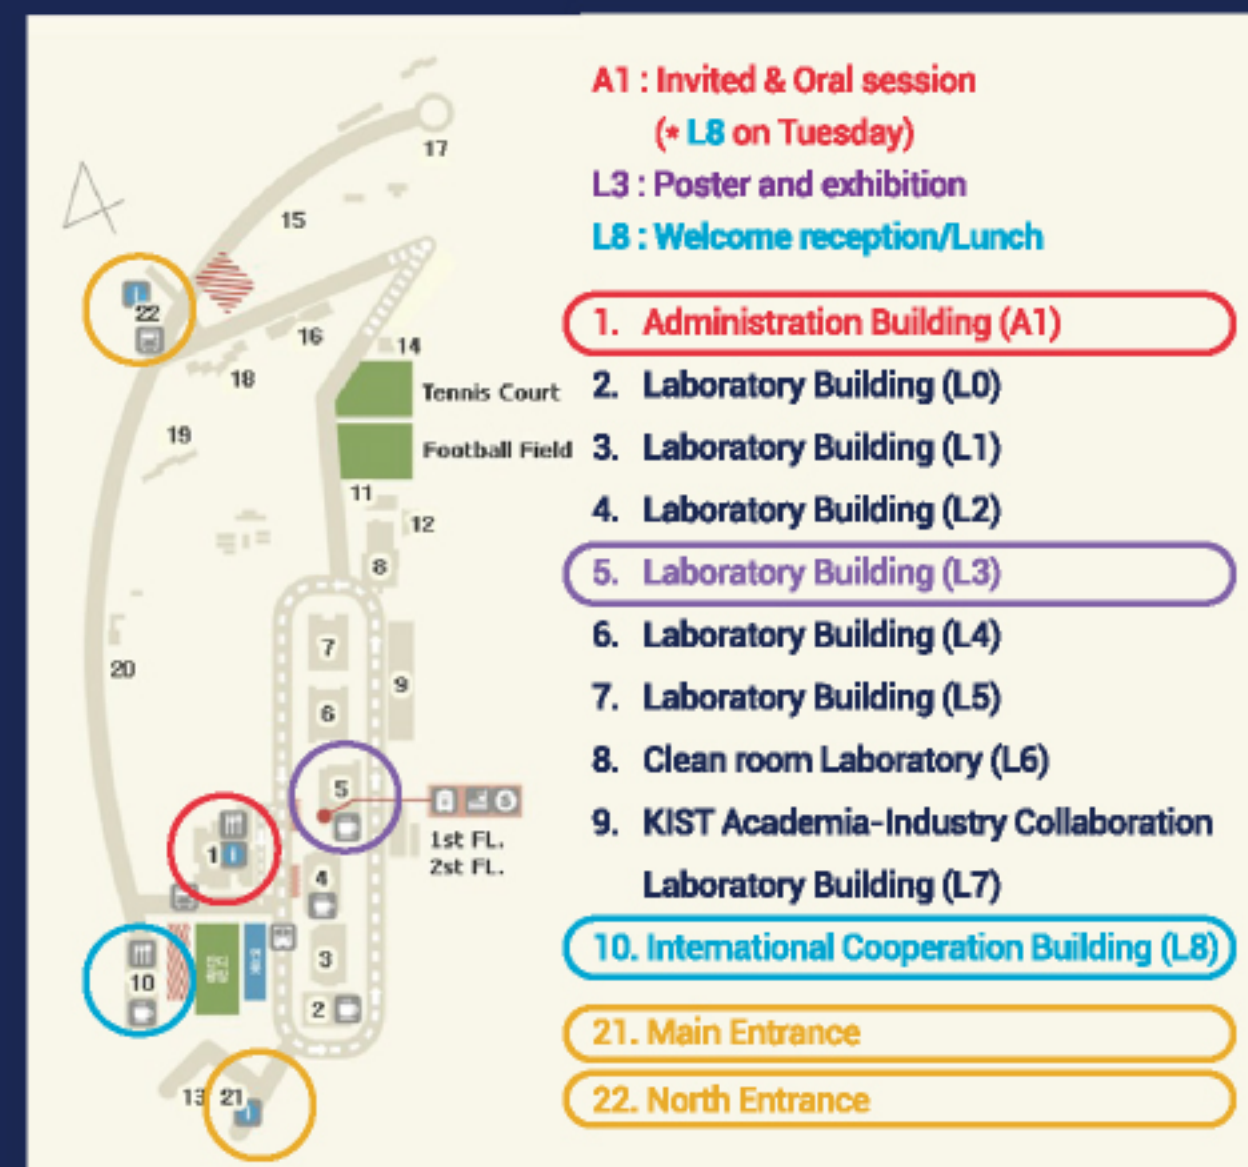 A1 : Invited & Oral session
(* L8 on Tuesday)
L3 : Poster and exhibition
L8 : Welcome reception/Lunch
1. Administration Building (A1)
2. Laboratory Building (L0)
3. Laboratory Building (L1)
4. Laboratory Building (L2)
5. Laboratory Building (L3)
6. Laboratory Building (L4)
7. Laboratory Building (L5)
8. Clean room Laboratory (L6)
9. KIST Academia-Industry Collaboration
Laboratory Building (L7)
10. International Cooperation Building (L8)
21. Main Entrance
22. North Entrance
17
15
22
16
14
18
Tennis Court
19
Football Field
11
12
8
7
20
9
6
5
1st FL.
2st FL.
1
4
3
10
2
13
21